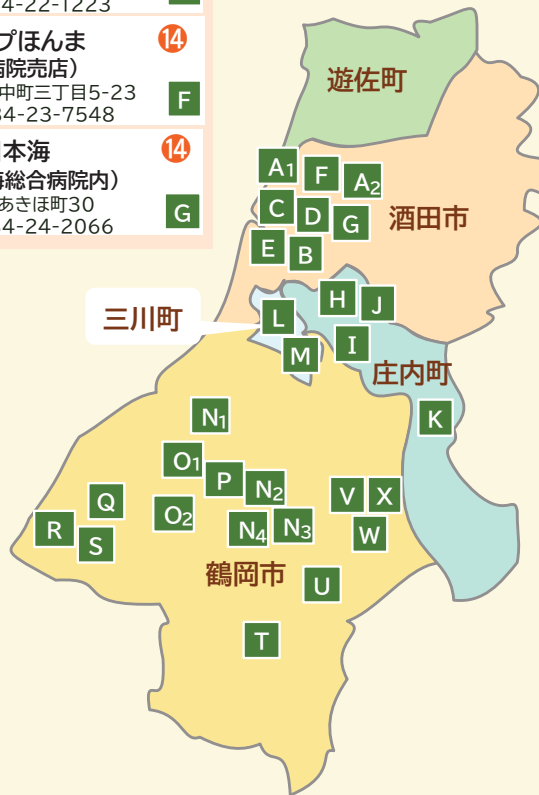 4-22-1223
プほんま
⑭
病院売店）
中町三丁目5-23
34-23-7548
F
本海
⑭
総合病院内）
あきほ町30
4-24-2066
G
遊佐町
A1
F
A2
C
D
G
酒田市
E
B
H
J
L
三川町
I
M
庄内町
K
N1
O1
P
N2
V
X
Q
O2
R
N4
N3
W
S
鶴岡市
U
T